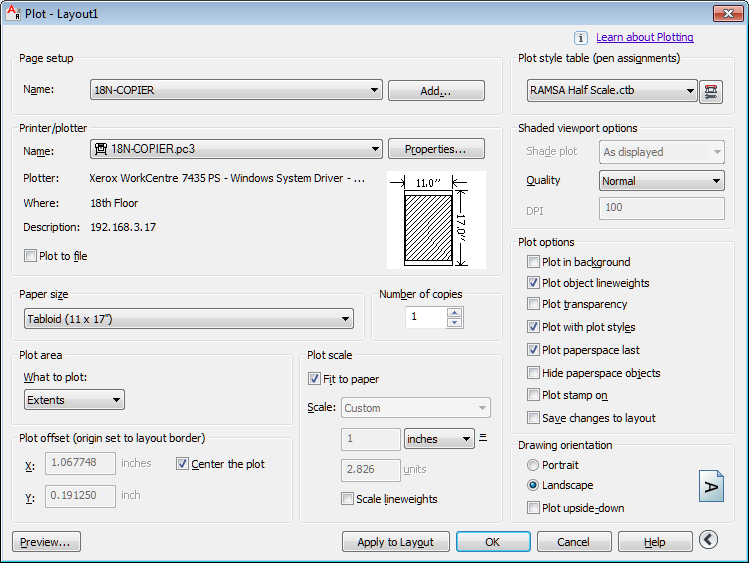 Plot - Layout1
Learn about Plotting
Page setup
Name:
18N-COPIER
Add...
Plot style table (pen assignments)
RAMSA Half Scale.ctb
Printer/plotter
Name:
18N-COPIER.pc3
Properties...
Plotter:
Xerox WorkCentre 7435 PS - Windows System Driver - ...
Where:
18th Floor
Description:
192.168.3.17
Plot to file
11.0''
17.0''
Shaded viewport options
Shade plot
As displayed
Quality
Normal
DPI
100
Paper size
Tabloid (11 x 17")
Number of copies
1
Plot options
Plot in background
Plot object lineweights
Plot transparency
Plot with plot styles
Plot paperspace last
Hide paperspace objects
Plot stamp on
Save changes to layout
Plot area
What to plot:
Extents
Plot scale
Fit to paper
Scale:
Custom
1
inches
=
2.826
units
Scale lineweights
Plot offset (origin set to layout border)
X:
1.067748
inches
Center the plot
Y:
0.191250
inch
Drawing orientation
Portrait
Landscape
Plot upside-down
A
Preview...
Apply to Layout
OK
Cancel
Help